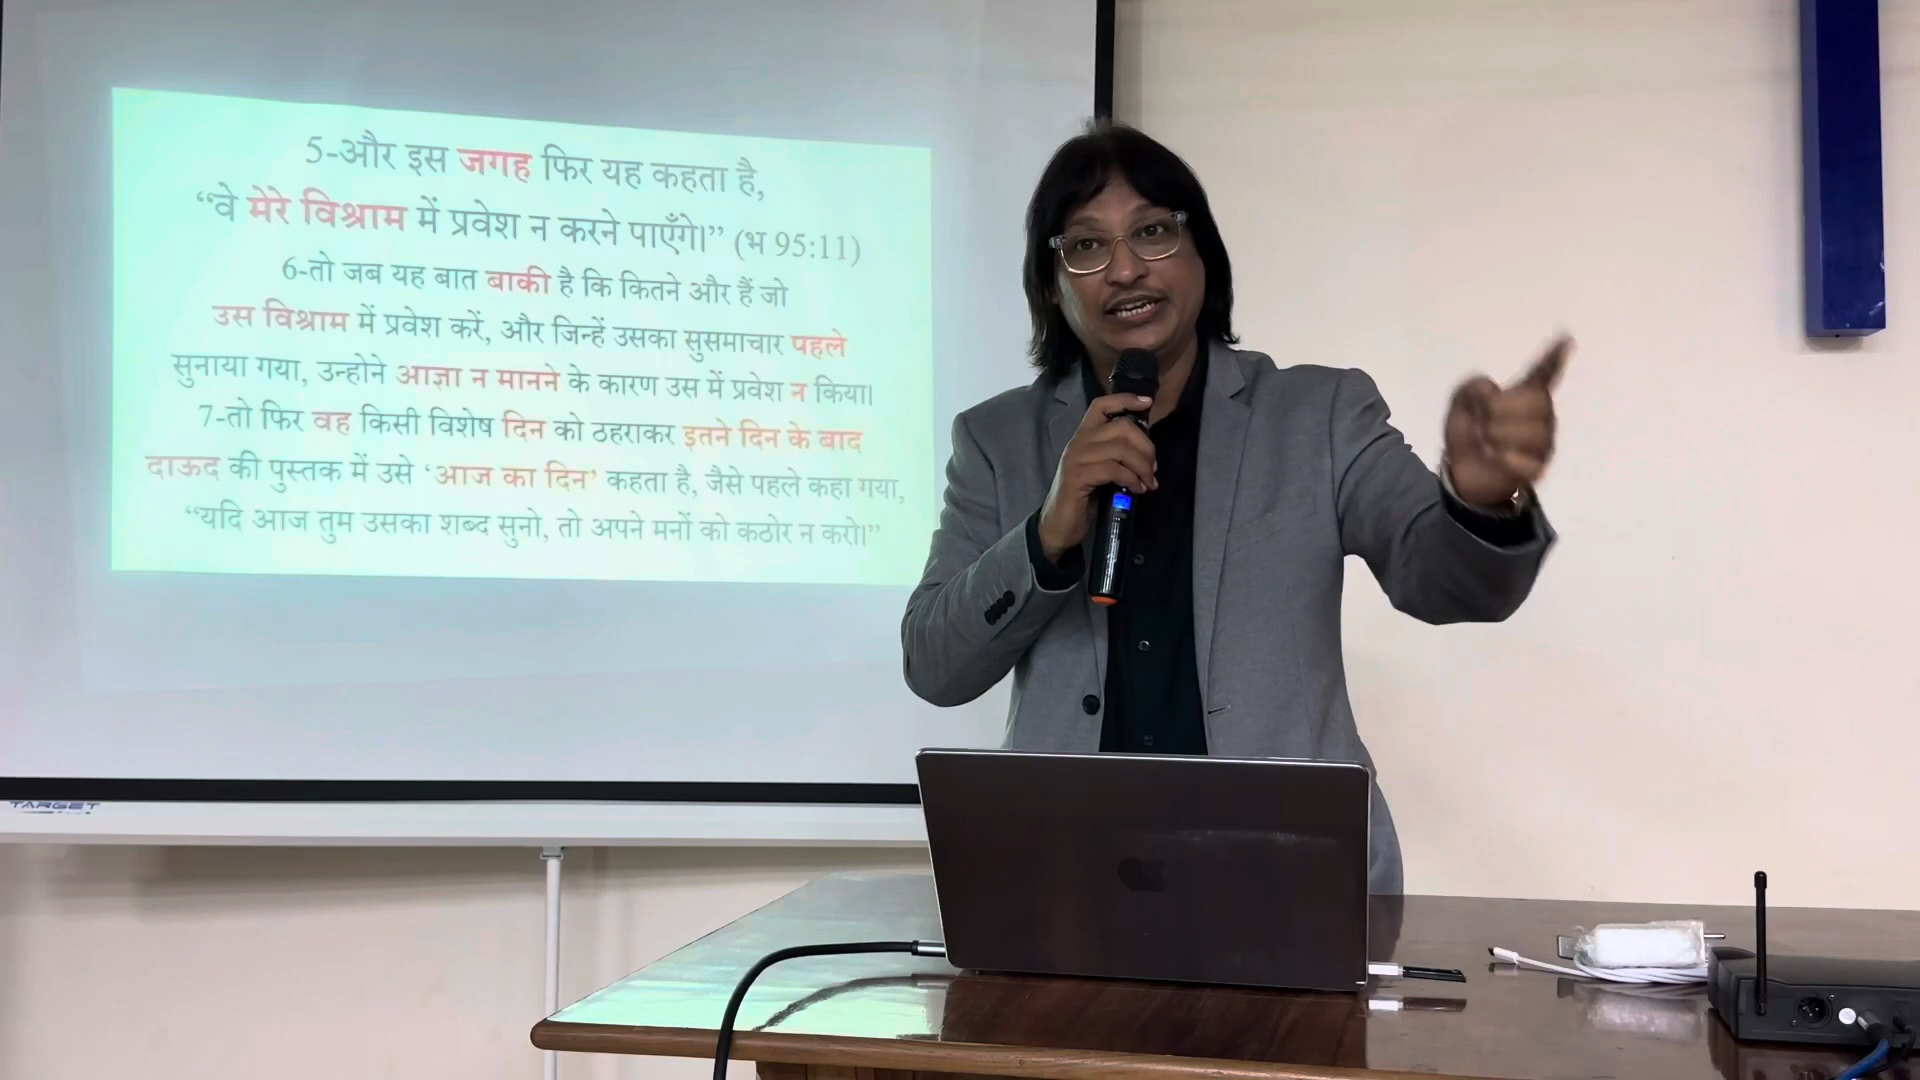 5-और इस जगह फिर यह कहता है,
“वे मेरे विश्राम में प्रवेश न करने पाएँगे।” (भ 95:11)
6-तो जब यह बात बाकी है कि कितने और हैं जो
उस विश्राम में प्रवेश करें, और जिन्हें उसका सुसमाचार पहले
सुनाया गया, उन्होने आज्ञा न मानने के कारण उस में प्रवेश न किया।
7-तो फिर वह किसी विशेष दिन को ठहराकर इतने दिन के बाद
दाऊद की पुस्तक में उसे ‘आज का दिन’ कहता है, जैसे पहले कहा गया,
“यदि आज तुम उसका शब्द सुनो, तो अपने मनों को कठोर न करो।”
TARGET